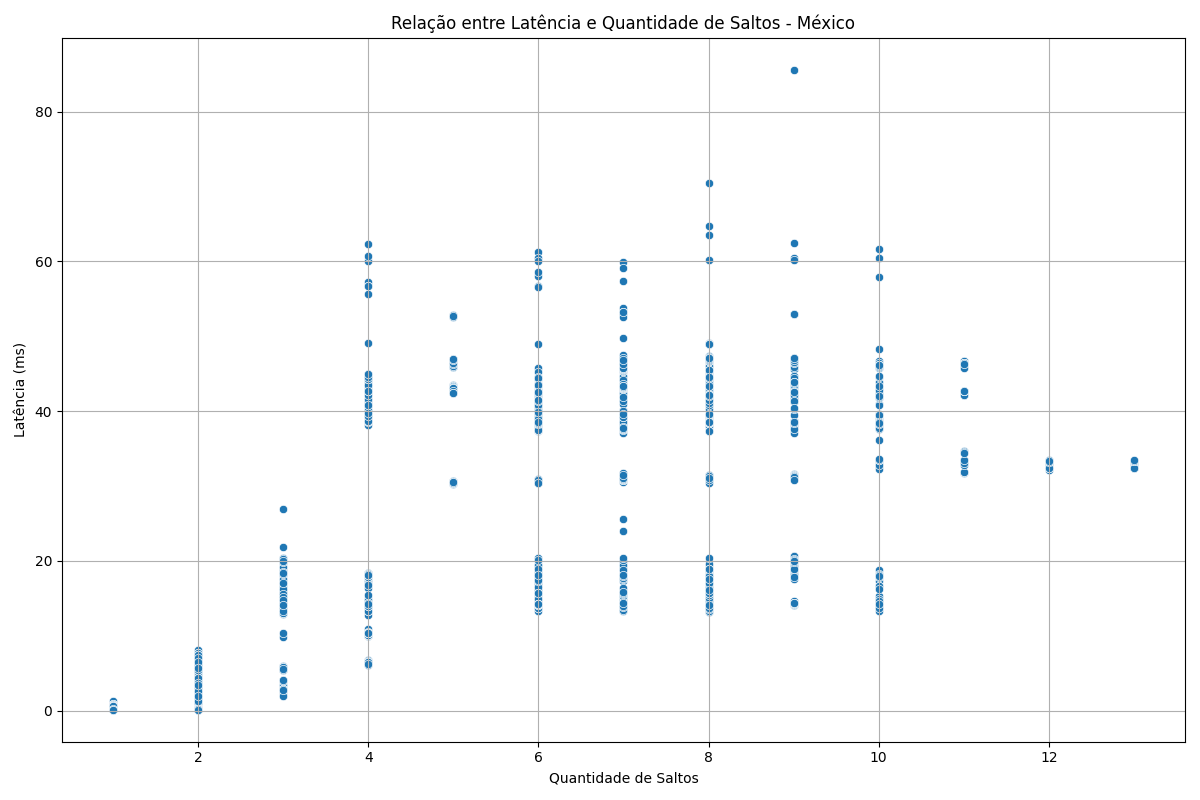 Relação entre Latência e Quantidade de Saltos - México
Latência (ms)
80
60
40
20
0
2 4 6 8 10 12
Quantidade de Saltos